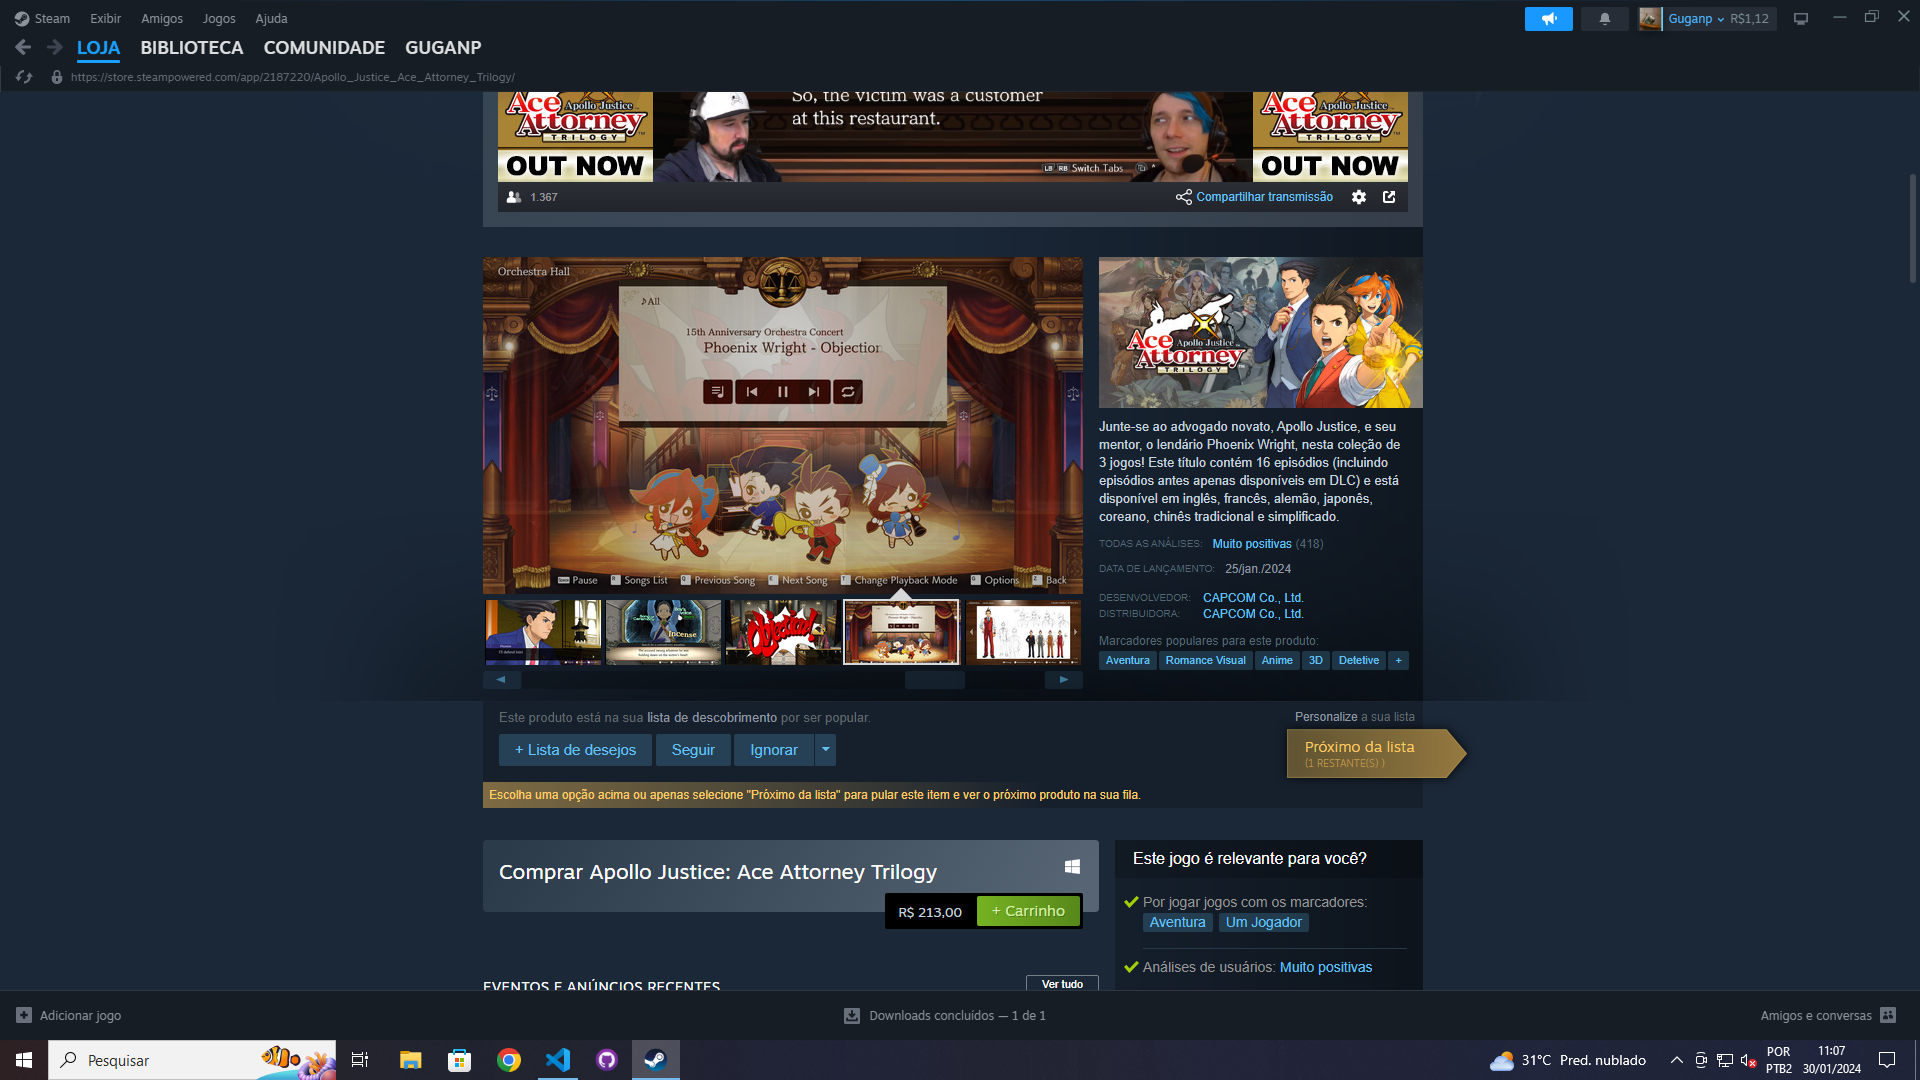 Steam Exibir Amigos Jogos Ajuda
Guganp R$1,12
LOJA BIBLIOTECA COMUNIDADE GUGANP
https://store.steampowered.com/app/2187220/Apollo_Justice_Ace_Attorney_Trilogy/
Ace Apollo Justice Attorney TRILOGY
OUT NOW
So, the victim was a customer
at this restaurant.
LB RB Switch Tabs
Ace Apollo Justice Attorney TRILOGY
OUT NOW
1.367
Compartilhar transmissão
Orchestra Hall
♪All
15th Anniversary Orchestra Concert
Phoenix Wright - Objection
Pause Songs List Previous Song Next Song Change Playback Mode Options Back
Incense
Objection!
Ace Apollo Justice Attorney TRILOGY
Junte-se ao advogado novato, Apollo Justice, e seu
mentor, o lendário Phoenix Wright, nesta coleção de
3 jogos! Este título contém 16 episódios (incluindo
episódios antes apenas disponíveis em DLC) e está
disponível em inglês, francês, alemão, japonês,
coreano, chinês tradicional e simplificado.
TODAS AS ANÁLISES: Muito positivas (418)
DATA DE LANÇAMENTO: 25/jan./2024
DESENVOLVEDOR: CAPCOM Co., Ltd.
DISTRIBUIDORA: CAPCOM Co., Ltd.
Marcadores populares para este produto:
Aventura Romance Visual Anime 3D Detetive +
Este produto está na sua lista de descobrimento por ser popular.
+ Lista de desejos Seguir Ignorar
Personalize a sua lista
Próximo da lista
(1 RESTANTE(S) )
Escolha uma opção acima ou apenas selecione "Próximo da lista" para pular este item e ver o próximo produto na sua fila.
Comprar Apollo Justice: Ace Attorney Trilogy
R$ 213,00 + Carrinho
Este jogo é relevante para você?
Por jogar jogos com os marcadores:
Aventura Um Jogador
Análises de usuários: Muito positivas
EVENTOS E ANÚNCIOS RECENTES
Ver tudo
Adicionar jogo
Downloads concluídos — 1 de 1
Amigos e conversas
Pesquisar
31°C Pred. nublado
POR
PTB2
11:07
30/01/2024